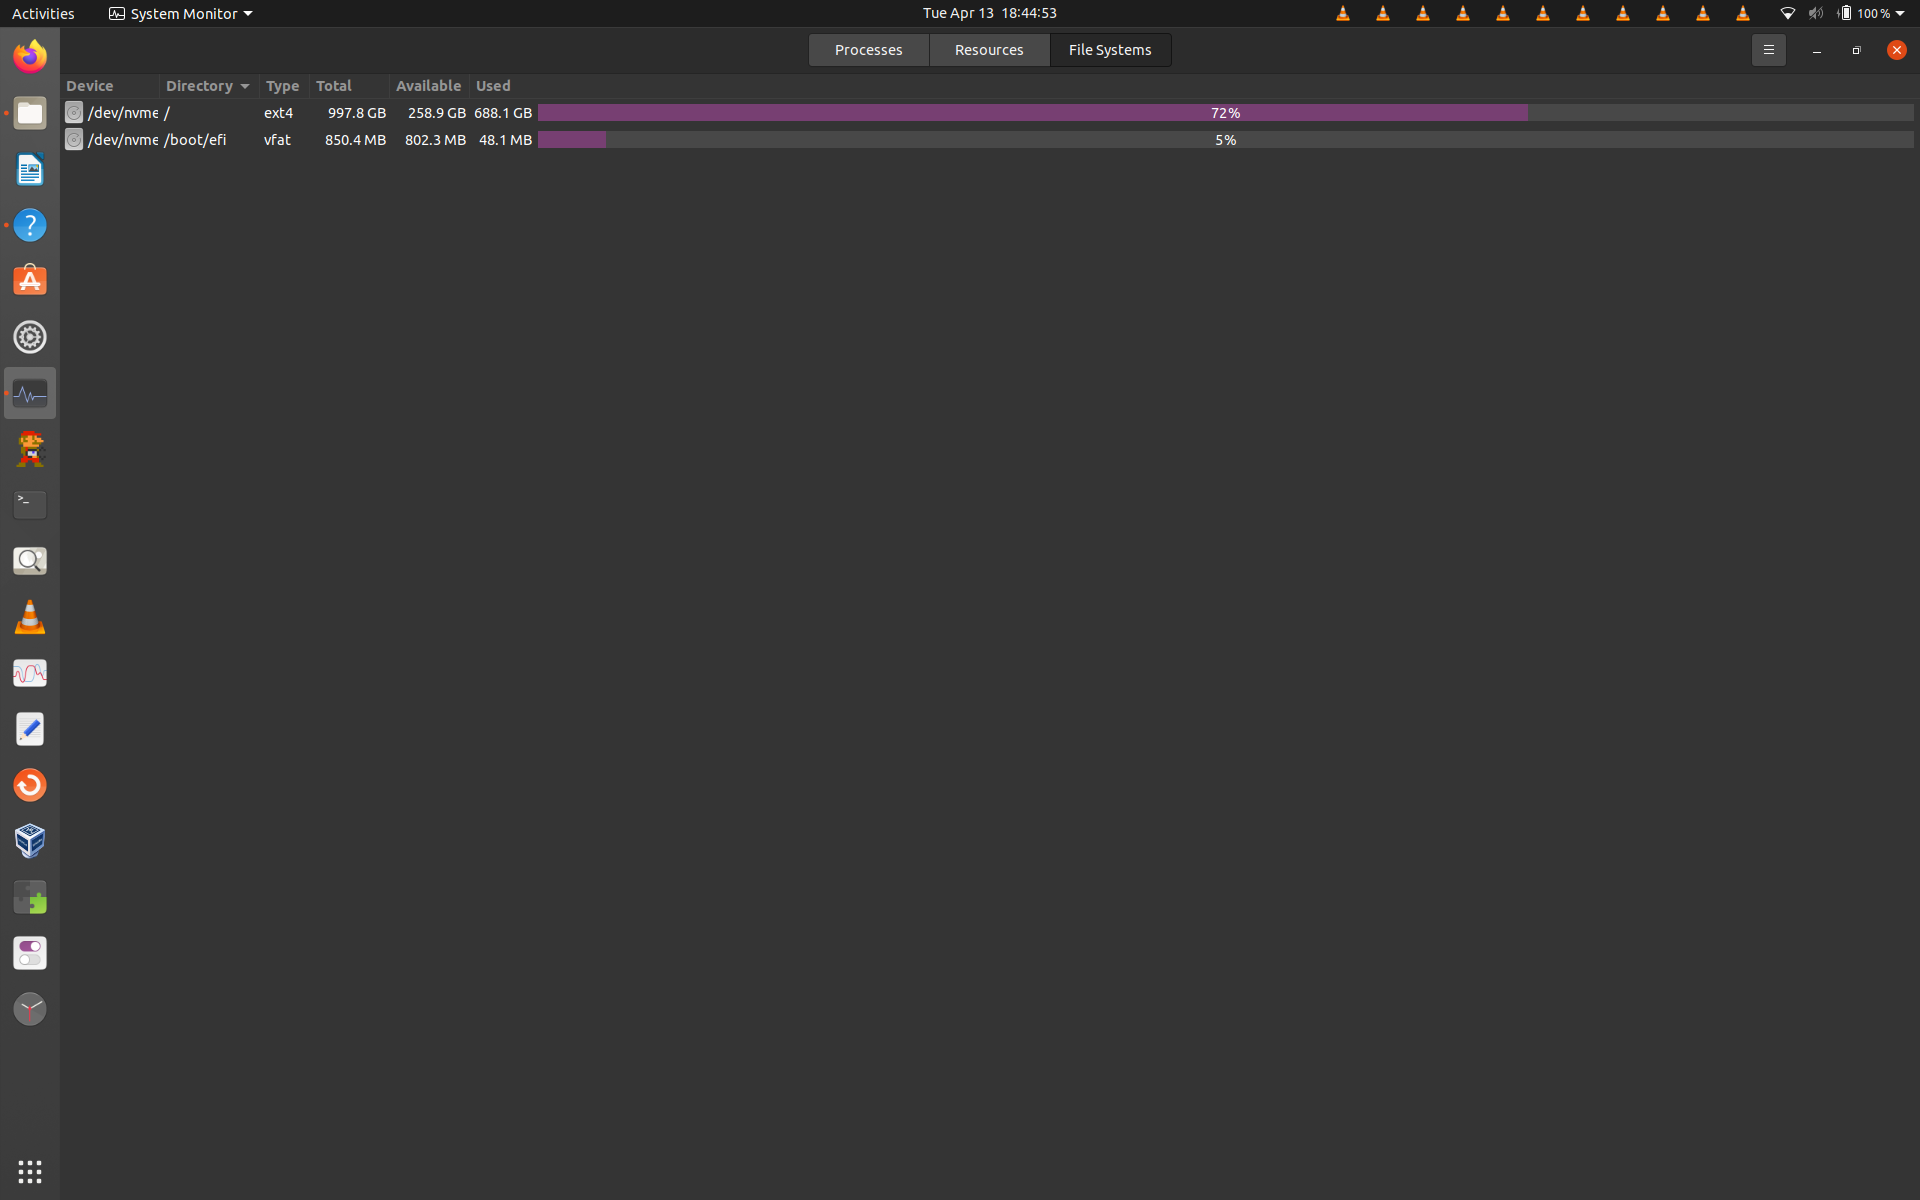 Activities System Monitor Tue Apr 13 18:44:53 100 %
Processes Resources File Systems
Device Directory Type Total Available Used
/dev/nvme / ext4 997.8 GB 258.9 GB 688.1 GB 72%
/dev/nvme /boot/efi vfat 850.4 MB 802.3 MB 48.1 MB 5%